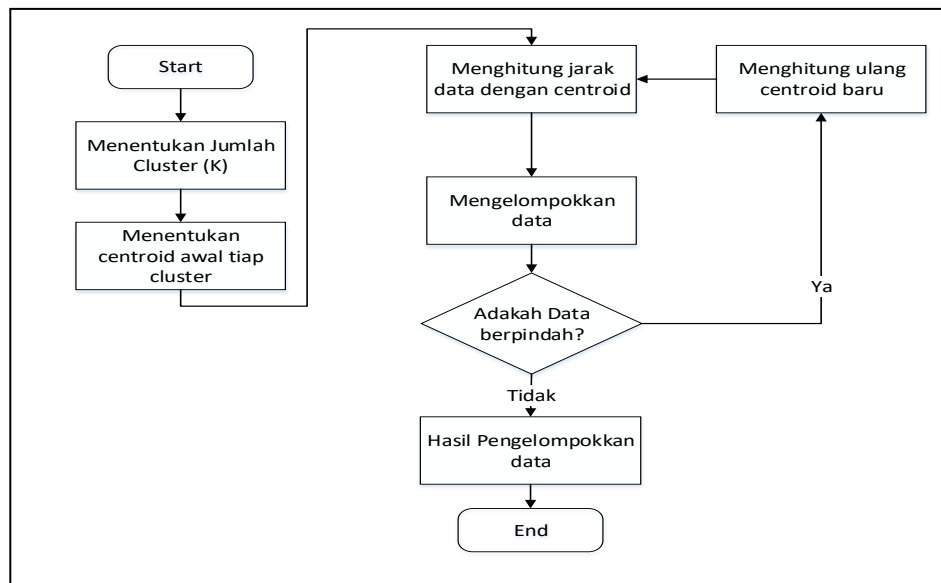 Start
Menentukan Jumlah
Cluster (K)
Menentukan
centroid awal tiap
cluster
Menghitung jarak
data dengan centroid
Mengelompokkan
data
Adakah Data
berpindah?
Ya
Menghitung ulang
centroid baru
Tidak
Hasil Pengelompokkan
data
End